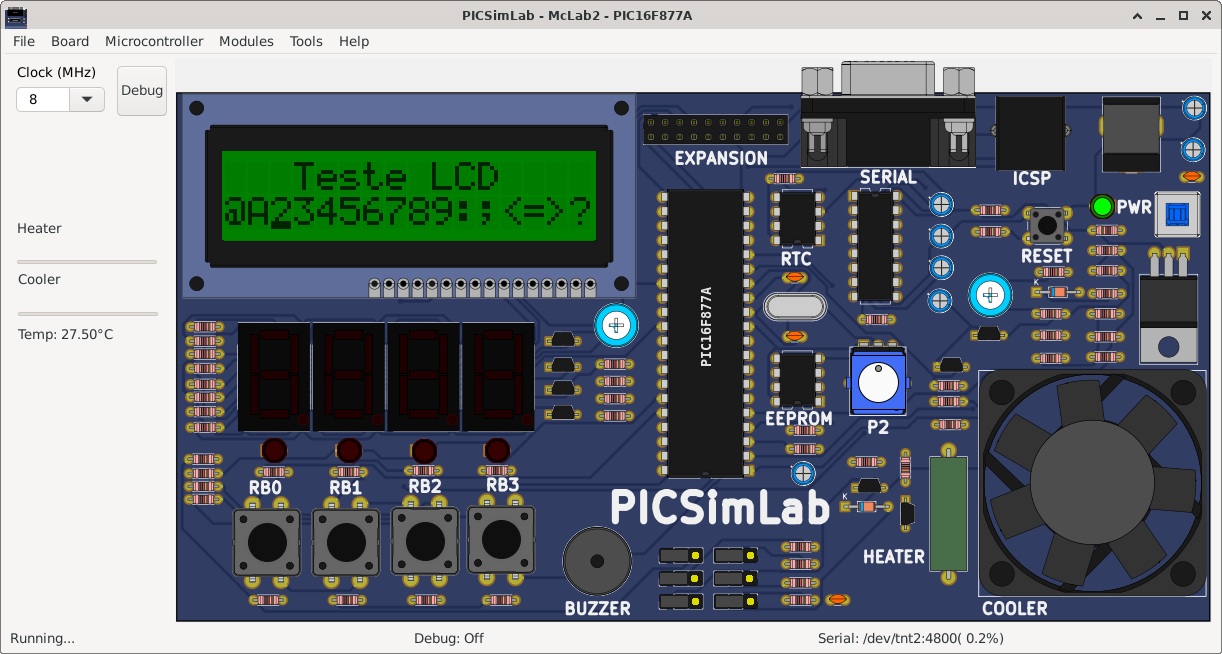 PICSimLab - McLab2 - PIC16F877A
File Board Microcontroller Modules Tools Help
Clock (MHz)
8
Debug
Heater
Cooler
Temp: 27.50°C
Teste LCD
@A23456789:;<=>?
EXPANSION
SERIAL
ICSP
PWR
RTC
RESET
K
PIC16F877A
EEPROM
P2
RB0
RB1
RB2
RB3
PICSimLab
K
HEATER
BUZZER
COOLER
Running...
Debug: Off
Serial: /dev/tnt2:4800( 0.2%)